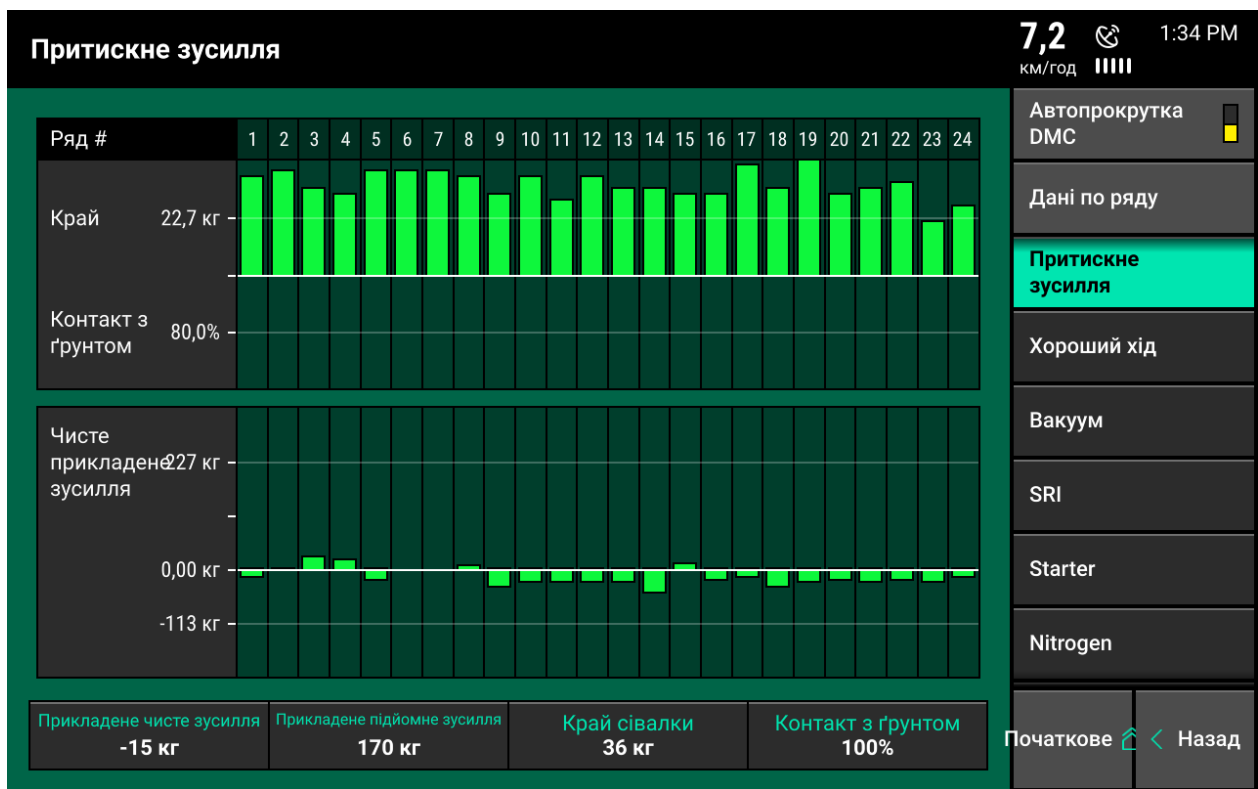 Притискне зусилля
7,2
км/год
1:34 PM
Ряд #
1 2 3 4 5 6 7 8 9 10 11 12 13 14 15 16 17 18 19 20 21 22 23 24
Край 22,7 кг
Контакт з
ґрунтом
80,0%
Чисте
прикладене
зусилля
227 кг
0,00 кг
-113 кг
Прикладене чисте зусилля
-15 кг
Прикладене підйомне зусилля
170 кг
Край сівалки
36 кг
Контакт з ґрунтом
100%
Автопрокрутка
DMC
Дані по ряду
Притискне
зусилля
Хороший хід
Вакуум
SRI
Starter
Nitrogen
Початкове
Назад